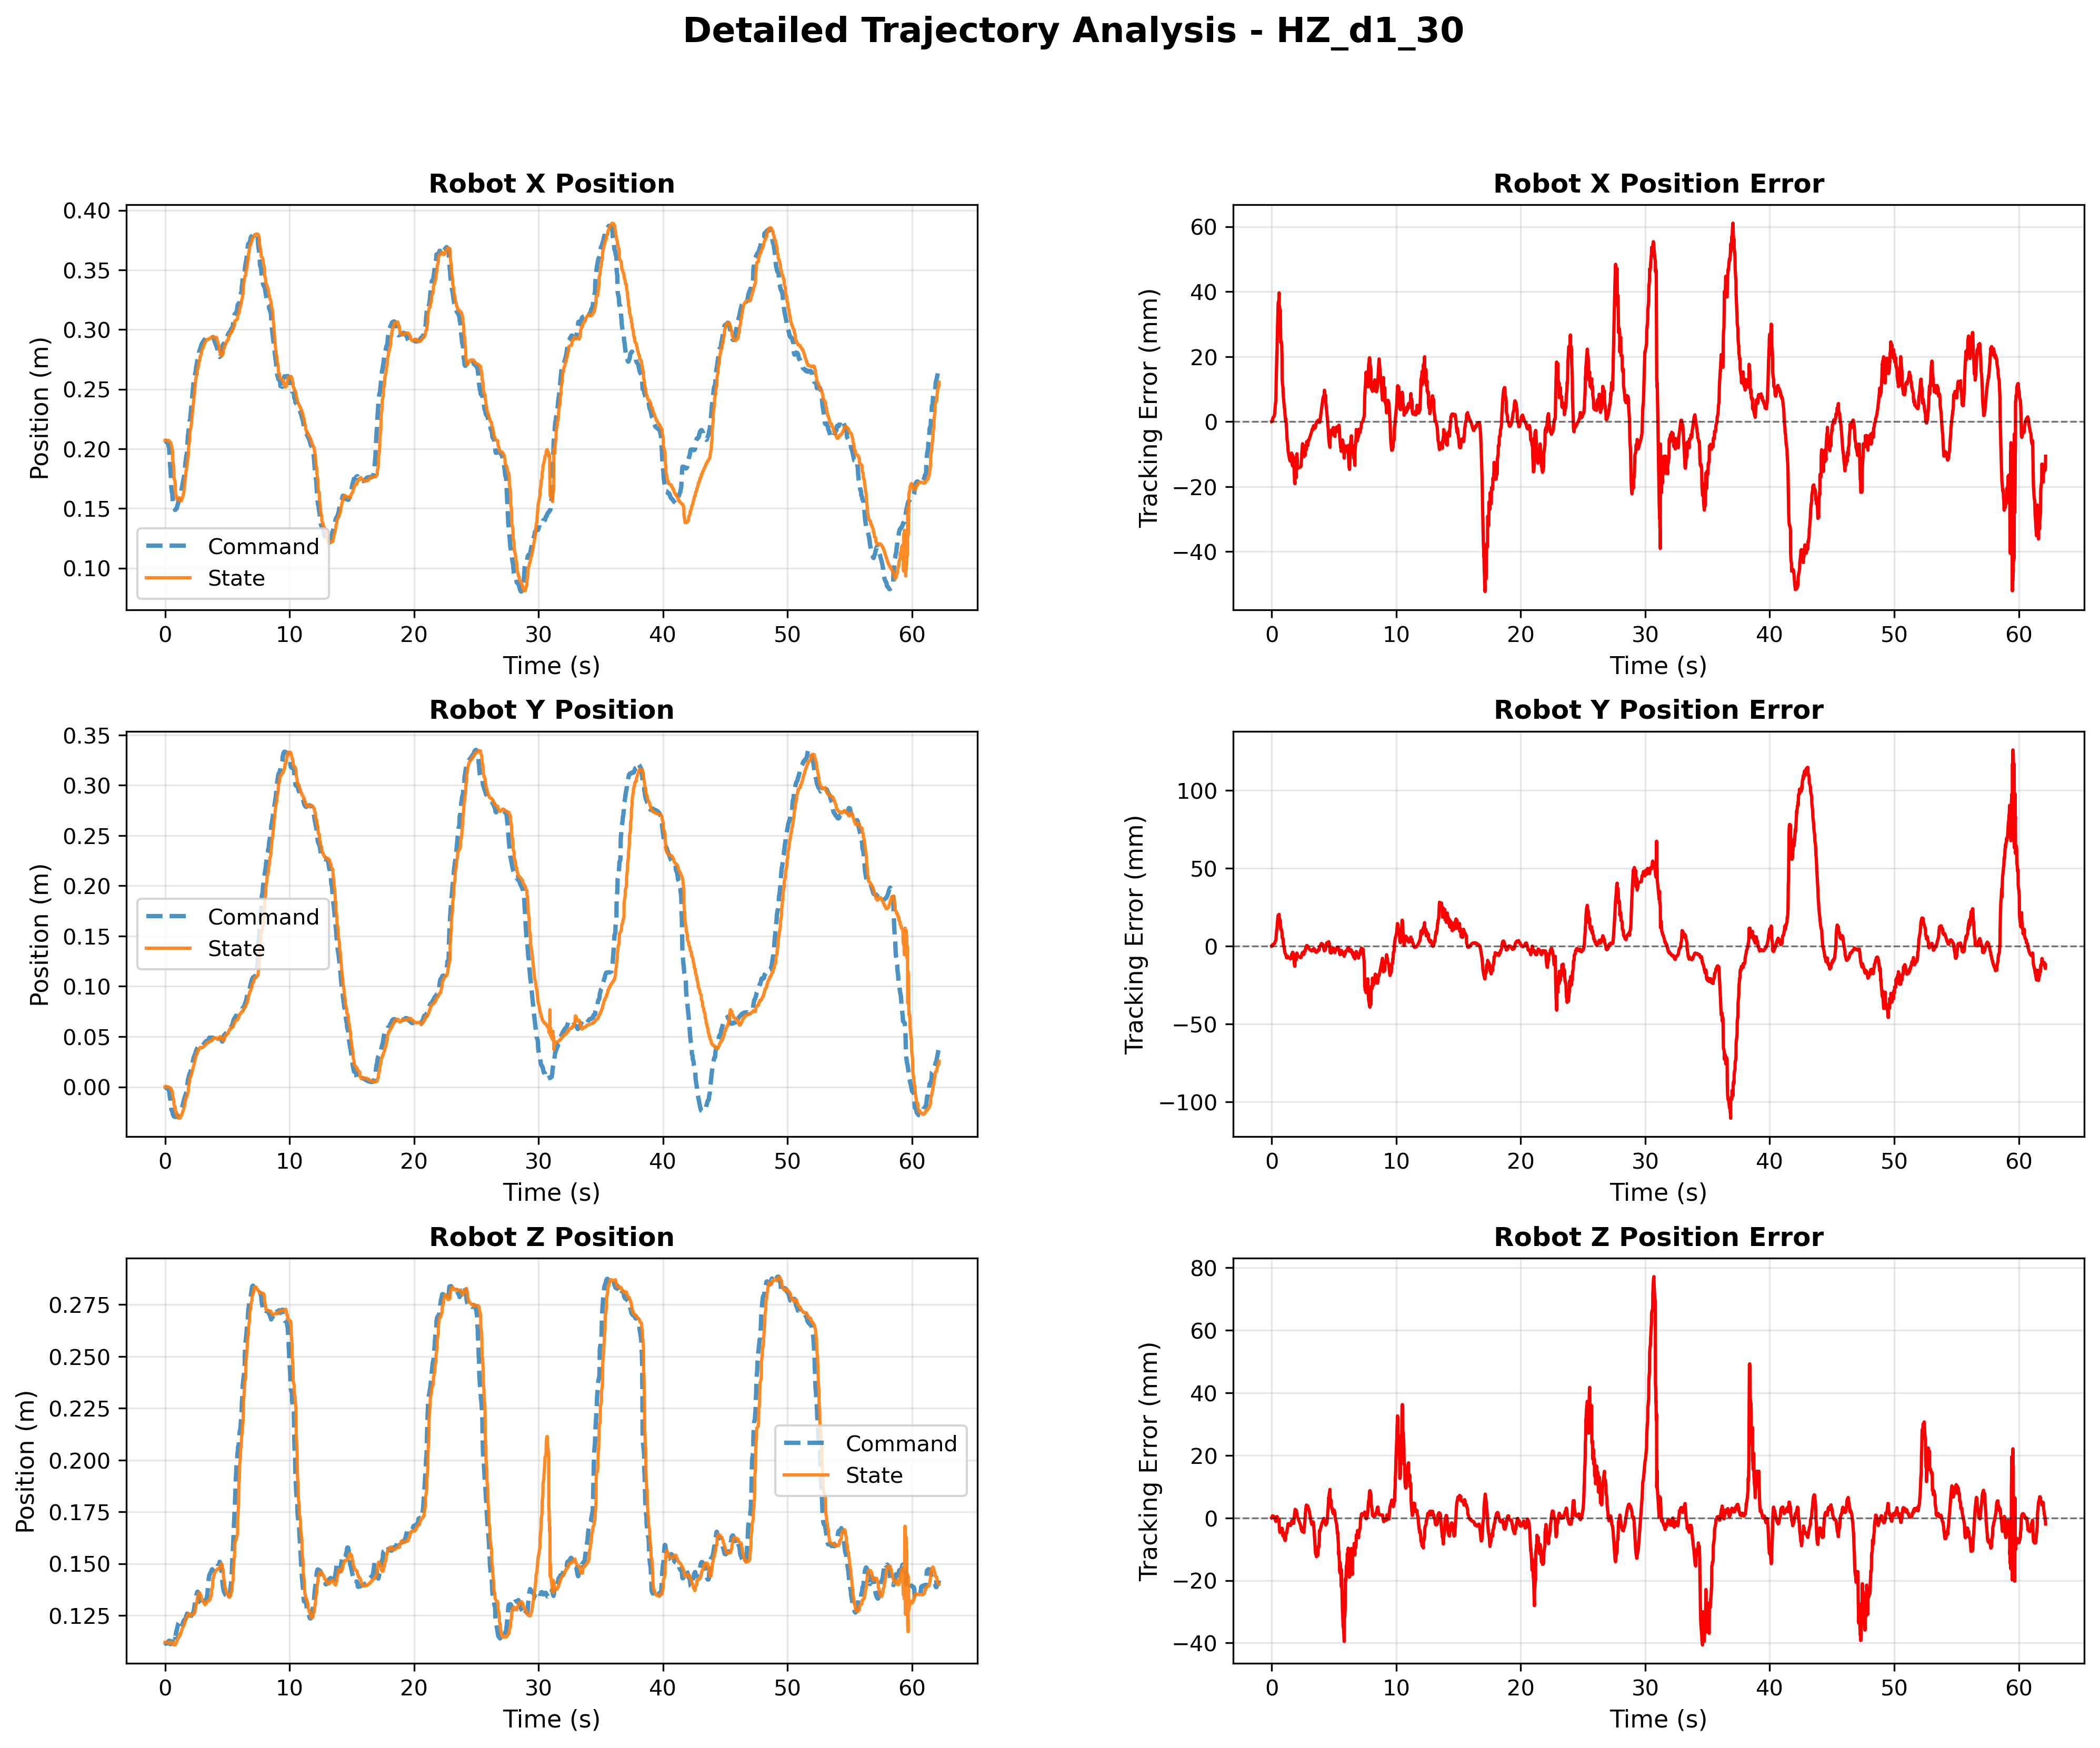 Detailed Trajectory Analysis - HZ_d1_30
Robot X Position
Position (m)
0.40
0.35
0.30
0.25
0.20
0.15
0.10
Command
State
0 10 20 30 40 50 60
Time (s)
Robot X Position Error
Tracking Error (mm)
60
40
20
0
−20
−40
0 10 20 30 40 50 60
Time (s)
Robot Y Position
Position (m)
0.35
0.30
0.25
0.20
0.15
0.10
0.05
0.00
Command
State
0 10 20 30 40 50 60
Time (s)
Robot Y Position Error
Tracking Error (mm)
100
50
0
−50
−100
0 10 20 30 40 50 60
Time (s)
Robot Z Position
Position (m)
0.275
0.250
0.225
0.200
0.175
0.150
0.125
Command
State
0 10 20 30 40 50 60
Time (s)
Robot Z Position Error
Tracking Error (mm)
80
60
40
20
0
−20
−40
0 10 20 30 40 50 60
Time (s)